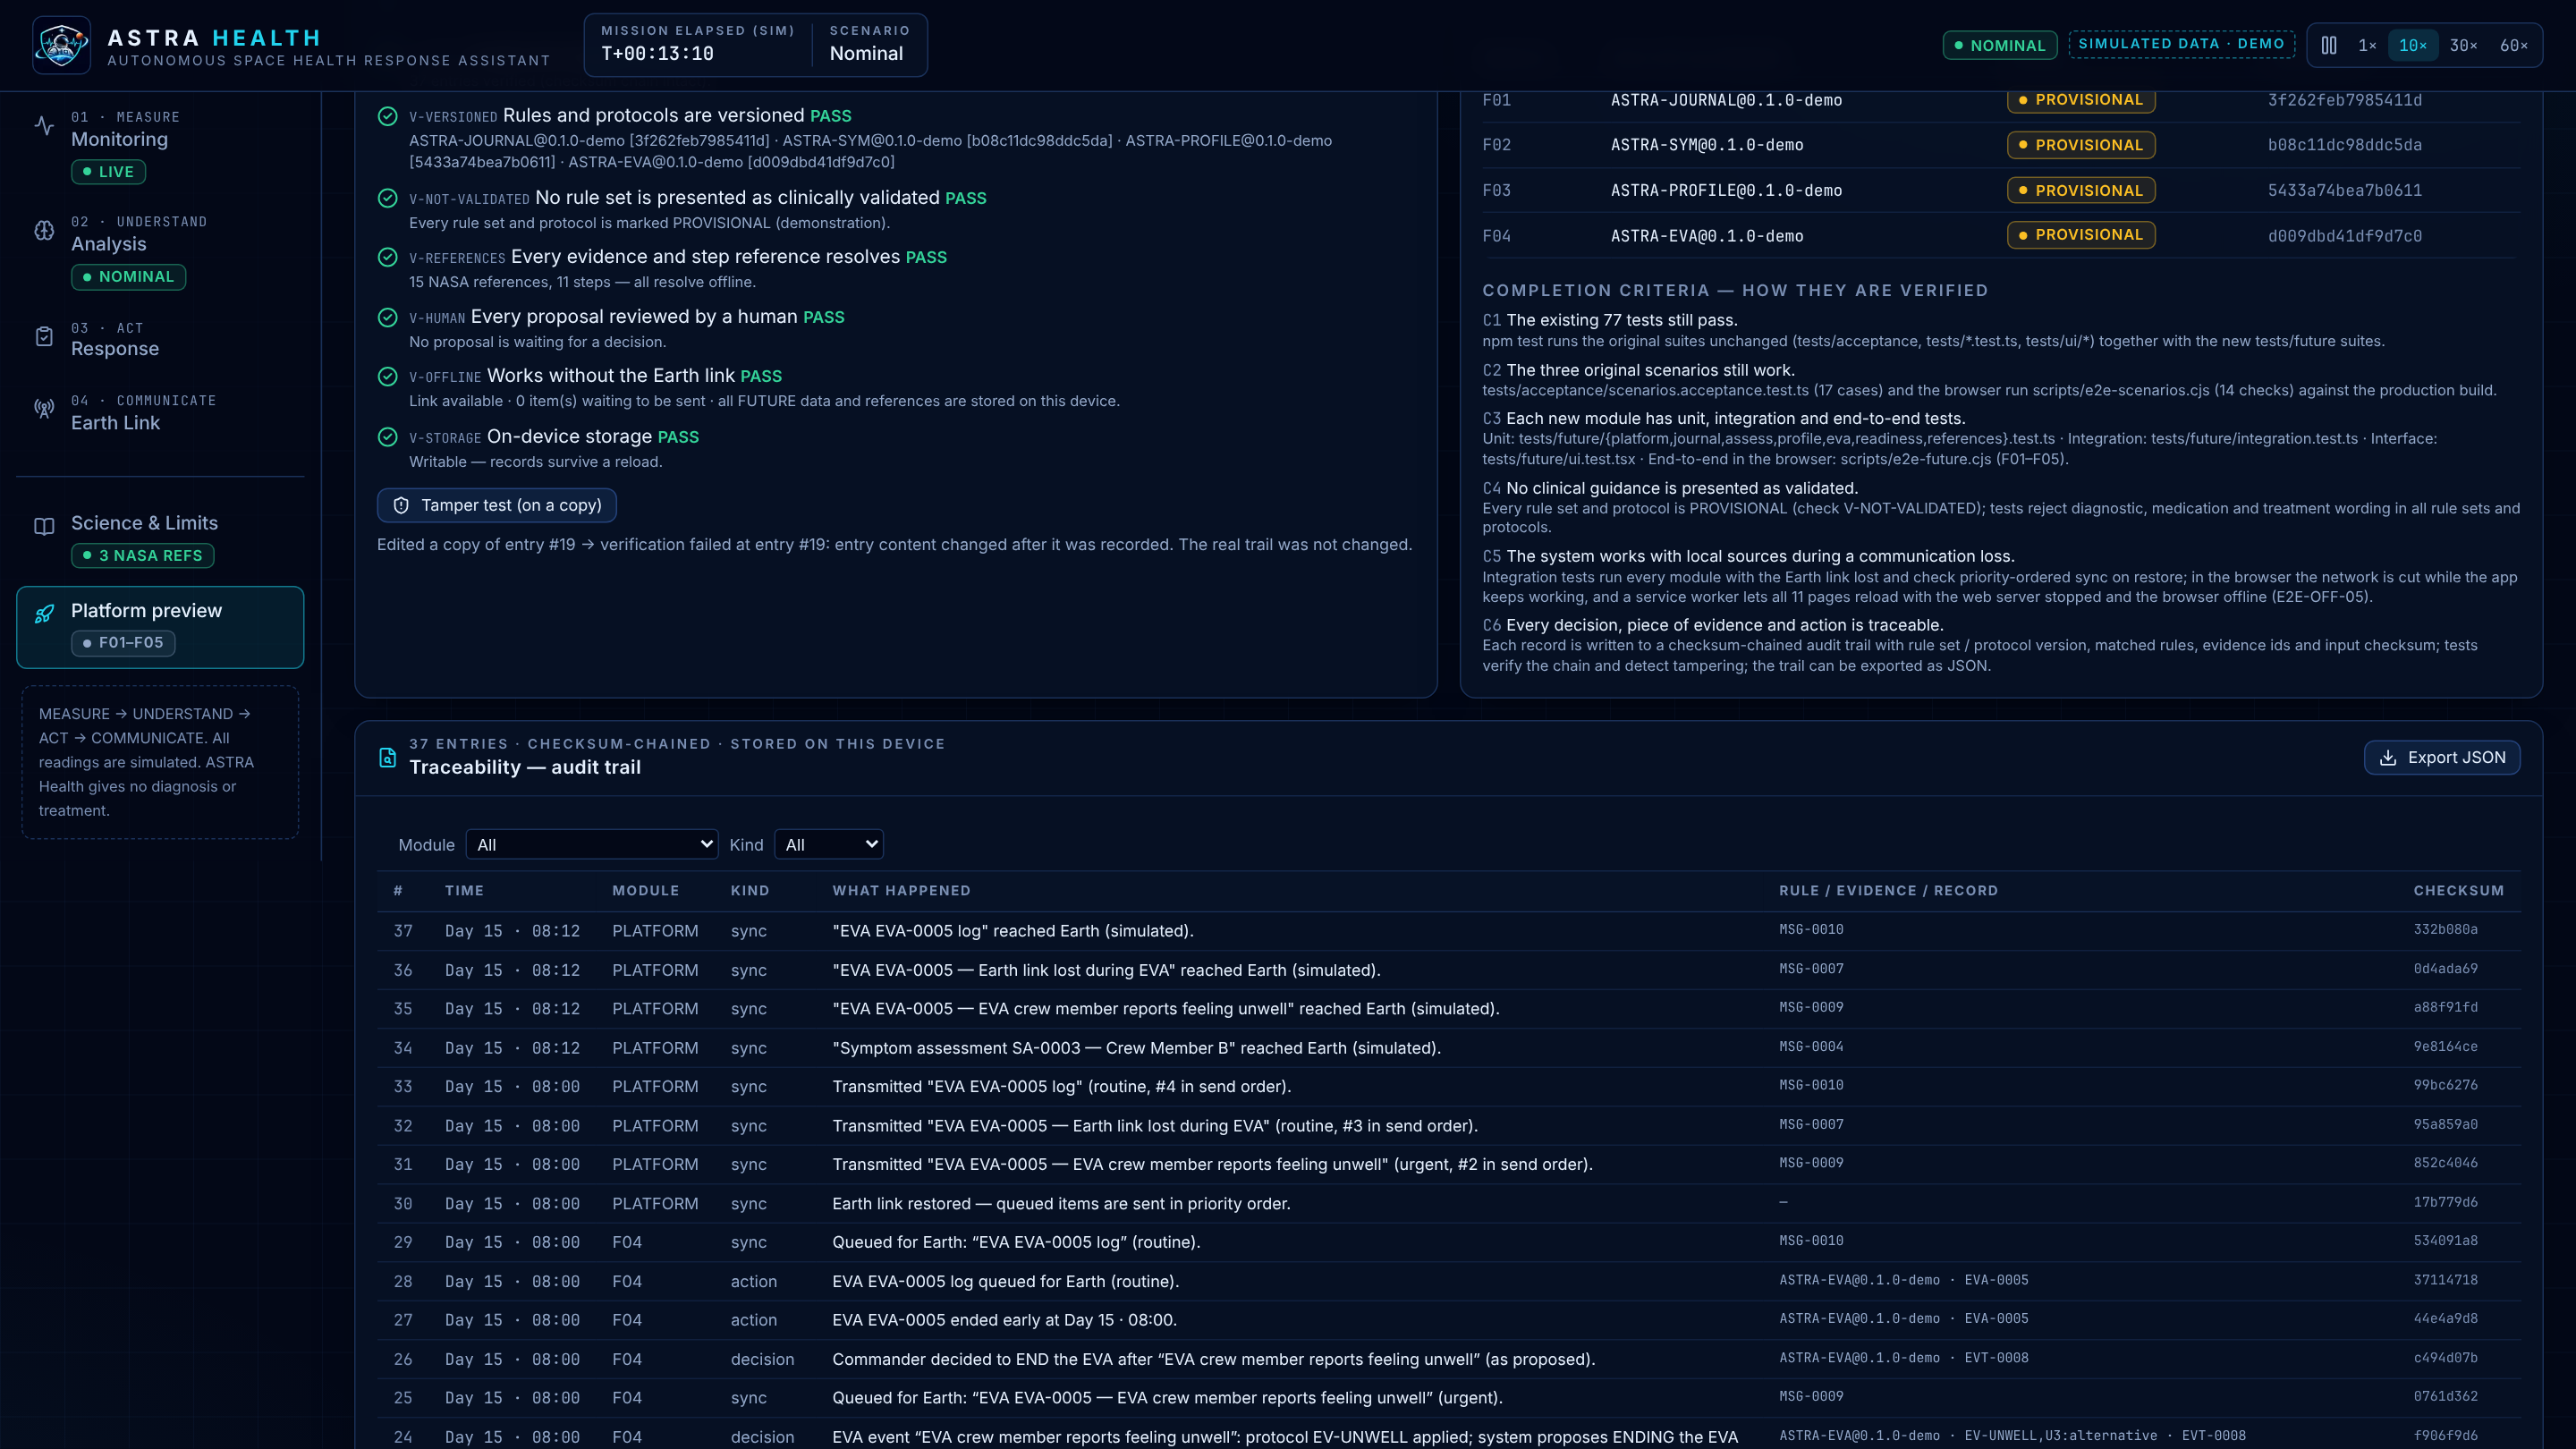 ASTRA HEALTH
AUTONOMOUS SPACE HEALTH RESPONSE ASSISTANT
MISSION ELAPSED (SIM)
T+00:13:10
SCENARIO
Nominal
NOMINAL
SIMULATED DATA · DEMO
1×
10×
30×
60×
01 · MEASURE
Monitoring
LIVE
02 · UNDERSTAND
Analysis
NOMINAL
03 · ACT
Response
04 · COMMUNICATE
Earth Link
Science & Limits
3 NASA REFS
Platform preview
F01–F05
MEASURE → UNDERSTAND →
ACT → COMMUNICATE. All
readings are simulated. ASTRA
Health gives no diagnosis or
treatment.
V-VERSIONED Rules and protocols are versioned PASS
ASTRA-JOURNAL@0.1.0-demo [3f262feb7985411d] · ASTRA-SYM@0.1.0-demo [b08c11dc98ddc5da] · ASTRA-PROFILE@0.1.0-demo
[5433a74bea7b0611] · ASTRA-EVA@0.1.0-demo [d009dbd41df9d7c0]
V-NOT-VALIDATED No rule set is presented as clinically validated PASS
Every rule set and protocol is marked PROVISIONAL (demonstration).
V-REFERENCES Every evidence and step reference resolves PASS
15 NASA references, 11 steps — all resolve offline.
V-HUMAN Every proposal reviewed by a human PASS
No proposal is waiting for a decision.
V-OFFLINE Works without the Earth link PASS
Link available · 0 item(s) waiting to be sent · all FUTURE data and references are stored on this device.
V-STORAGE On-device storage PASS
Writable — records survive a reload.
Tamper test (on a copy)
Edited a copy of entry #19 → verification failed at entry #19: entry content changed after it was recorded. The real trail was not changed.
F01 ASTRA-JOURNAL@0.1.0-demo PROVISIONAL 3f262feb7985411d
F02 ASTRA-SYM@0.1.0-demo PROVISIONAL b08c11dc98ddc5da
F03 ASTRA-PROFILE@0.1.0-demo PROVISIONAL 5433a74bea7b0611
F04 ASTRA-EVA@0.1.0-demo PROVISIONAL d009dbd41df9d7c0
COMPLETION CRITERIA — HOW THEY ARE VERIFIED
C1 The existing 77 tests still pass.
npm test runs the original suites unchanged (tests/acceptance, tests/*.test.ts, tests/ui/*) together with the new tests/future suites.
C2 The three original scenarios still work.
tests/acceptance/scenarios.acceptance.test.ts (17 cases) and the browser run scripts/e2e-scenarios.cjs (14 checks) against the production build.
C3 Each new module has unit, integration and end-to-end tests.
Unit: tests/future/{platform,journal,assess,profile,eva,readiness,references}.test.ts · Integration: tests/future/integration.test.ts · Interface:
tests/future/ui.test.tsx · End-to-end in the browser: scripts/e2e-future.cjs (F01–F05).
C4 No clinical guidance is presented as validated.
Every rule set and protocol is PROVISIONAL (check V-NOT-VALIDATED); tests reject diagnostic, medication and treatment wording in all rule sets and
protocols.
C5 The system works with local sources during a communication loss.
Integration tests run every module with the Earth link lost and check priority-ordered sync on restore; in the browser the network is cut while the app
keeps working, and a service worker lets all 11 pages reload with the web server stopped and the browser offline (E2E-OFF-05).
C6 Every decision, piece of evidence and action is traceable.
Each record is written to a checksum-chained audit trail with rule set / protocol version, matched rules, evidence ids and input checksum; tests
verify the chain and detect tampering; the trail can be exported as JSON.
37 ENTRIES · CHECKSUM-CHAINED · STORED ON THIS DEVICE
Traceability — audit trail
Export JSON
Module All Kind All
# TIME MODULE KIND WHAT HAPPENED RULE / EVIDENCE / RECORD CHECKSUM
37 Day 15 · 08:12 PLATFORM sync "EVA EVA-0005 log" reached Earth (simulated). MSG-0010 332b080a
36 Day 15 · 08:12 PLATFORM sync "EVA EVA-0005 — Earth link lost during EVA" reached Earth (simulated). MSG-0007 0d4ada69
35 Day 15 · 08:12 PLATFORM sync "EVA EVA-0005 — EVA crew member reports feeling unwell" reached Earth (simulated). MSG-0009 a88f91fd
34 Day 15 · 08:12 PLATFORM sync "Symptom assessment SA-0003 — Crew Member B" reached Earth (simulated). MSG-0004 9e8164ce
33 Day 15 · 08:00 PLATFORM sync Transmitted "EVA EVA-0005 log" (routine, #4 in send order). MSG-0010 99bc6276
32 Day 15 · 08:00 PLATFORM sync Transmitted "EVA EVA-0005 — Earth link lost during EVA" (routine, #3 in send order). MSG-0007 95a859a0
31 Day 15 · 08:00 PLATFORM sync Transmitted "EVA EVA-0005 — EVA crew member reports feeling unwell" (urgent, #2 in send order). MSG-0009 852c4046
30 Day 15 · 08:00 PLATFORM sync Earth link restored — queued items are sent in priority order. — 17b779d6
29 Day 15 · 08:00 F04 sync Queued for Earth: “EVA EVA-0005 log” (routine). MSG-0010 534091a8
28 Day 15 · 08:00 F04 action EVA EVA-0005 log queued for Earth (routine). ASTRA-EVA@0.1.0-demo · EVA-0005 37114718
27 Day 15 · 08:00 F04 action EVA EVA-0005 ended early at Day 15 · 08:00. ASTRA-EVA@0.1.0-demo · EVA-0005 44e4a9d8
26 Day 15 · 08:00 F04 decision Commander decided to END the EVA after “EVA crew member reports feeling unwell” (as proposed). ASTRA-EVA@0.1.0-demo · EVT-0008 c494d07b
25 Day 15 · 08:00 F04 sync Queued for Earth: “EVA EVA-0005 — EVA crew member reports feeling unwell” (urgent). MSG-0009 0761d362
24 Day 15 · 08:00 F04 decision EVA event “EVA crew member reports feeling unwell”: protocol EV-UNWELL applied; system proposes ENDING the EVA ASTRA-EVA@0.1.0-demo · EV-UNWELL,U3:alternative · EVT-0008 f906f9d6